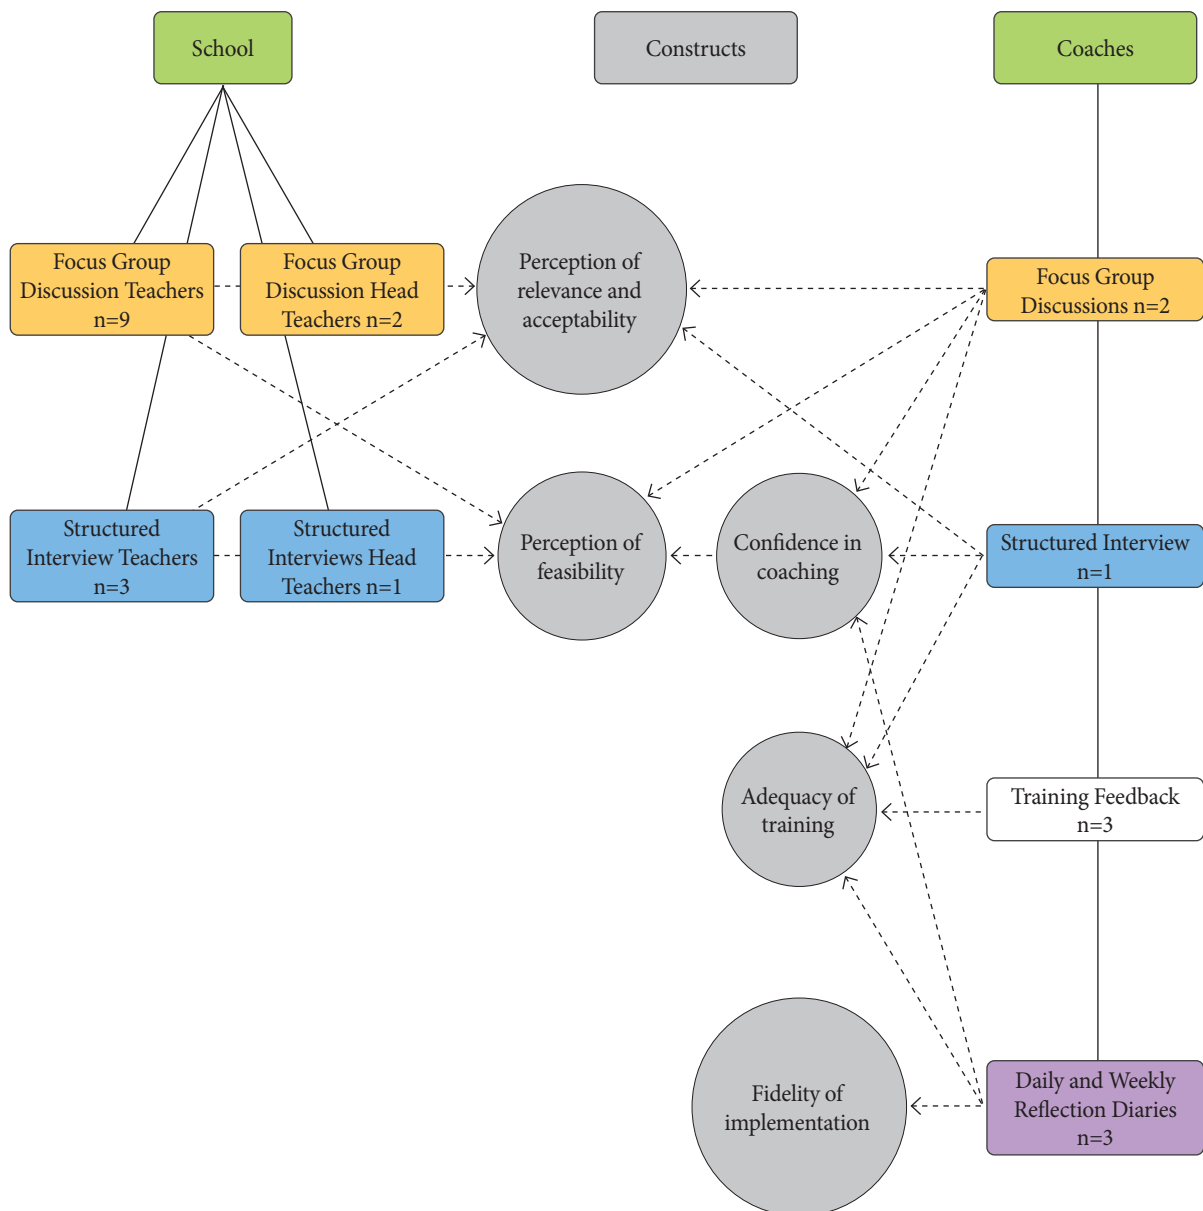 School
Constructs
Coaches
Focus Group
Discussion Teachers
n=9
Focus Group
Discussion Head
Teachers n=2
Perception of
relevance and
acceptability
Focus Group
Discussions n=2
Structured
Interview Teachers
n=3
Structured
Interviews Head
Teachers n=1
Perception of
feasibility
Confidence in
coaching
Structured Interview
n=1
Adequacy of
training
Training Feedback
n=3
Fidelity of
implementation
Daily and Weekly
Reflection Diaries
n=3